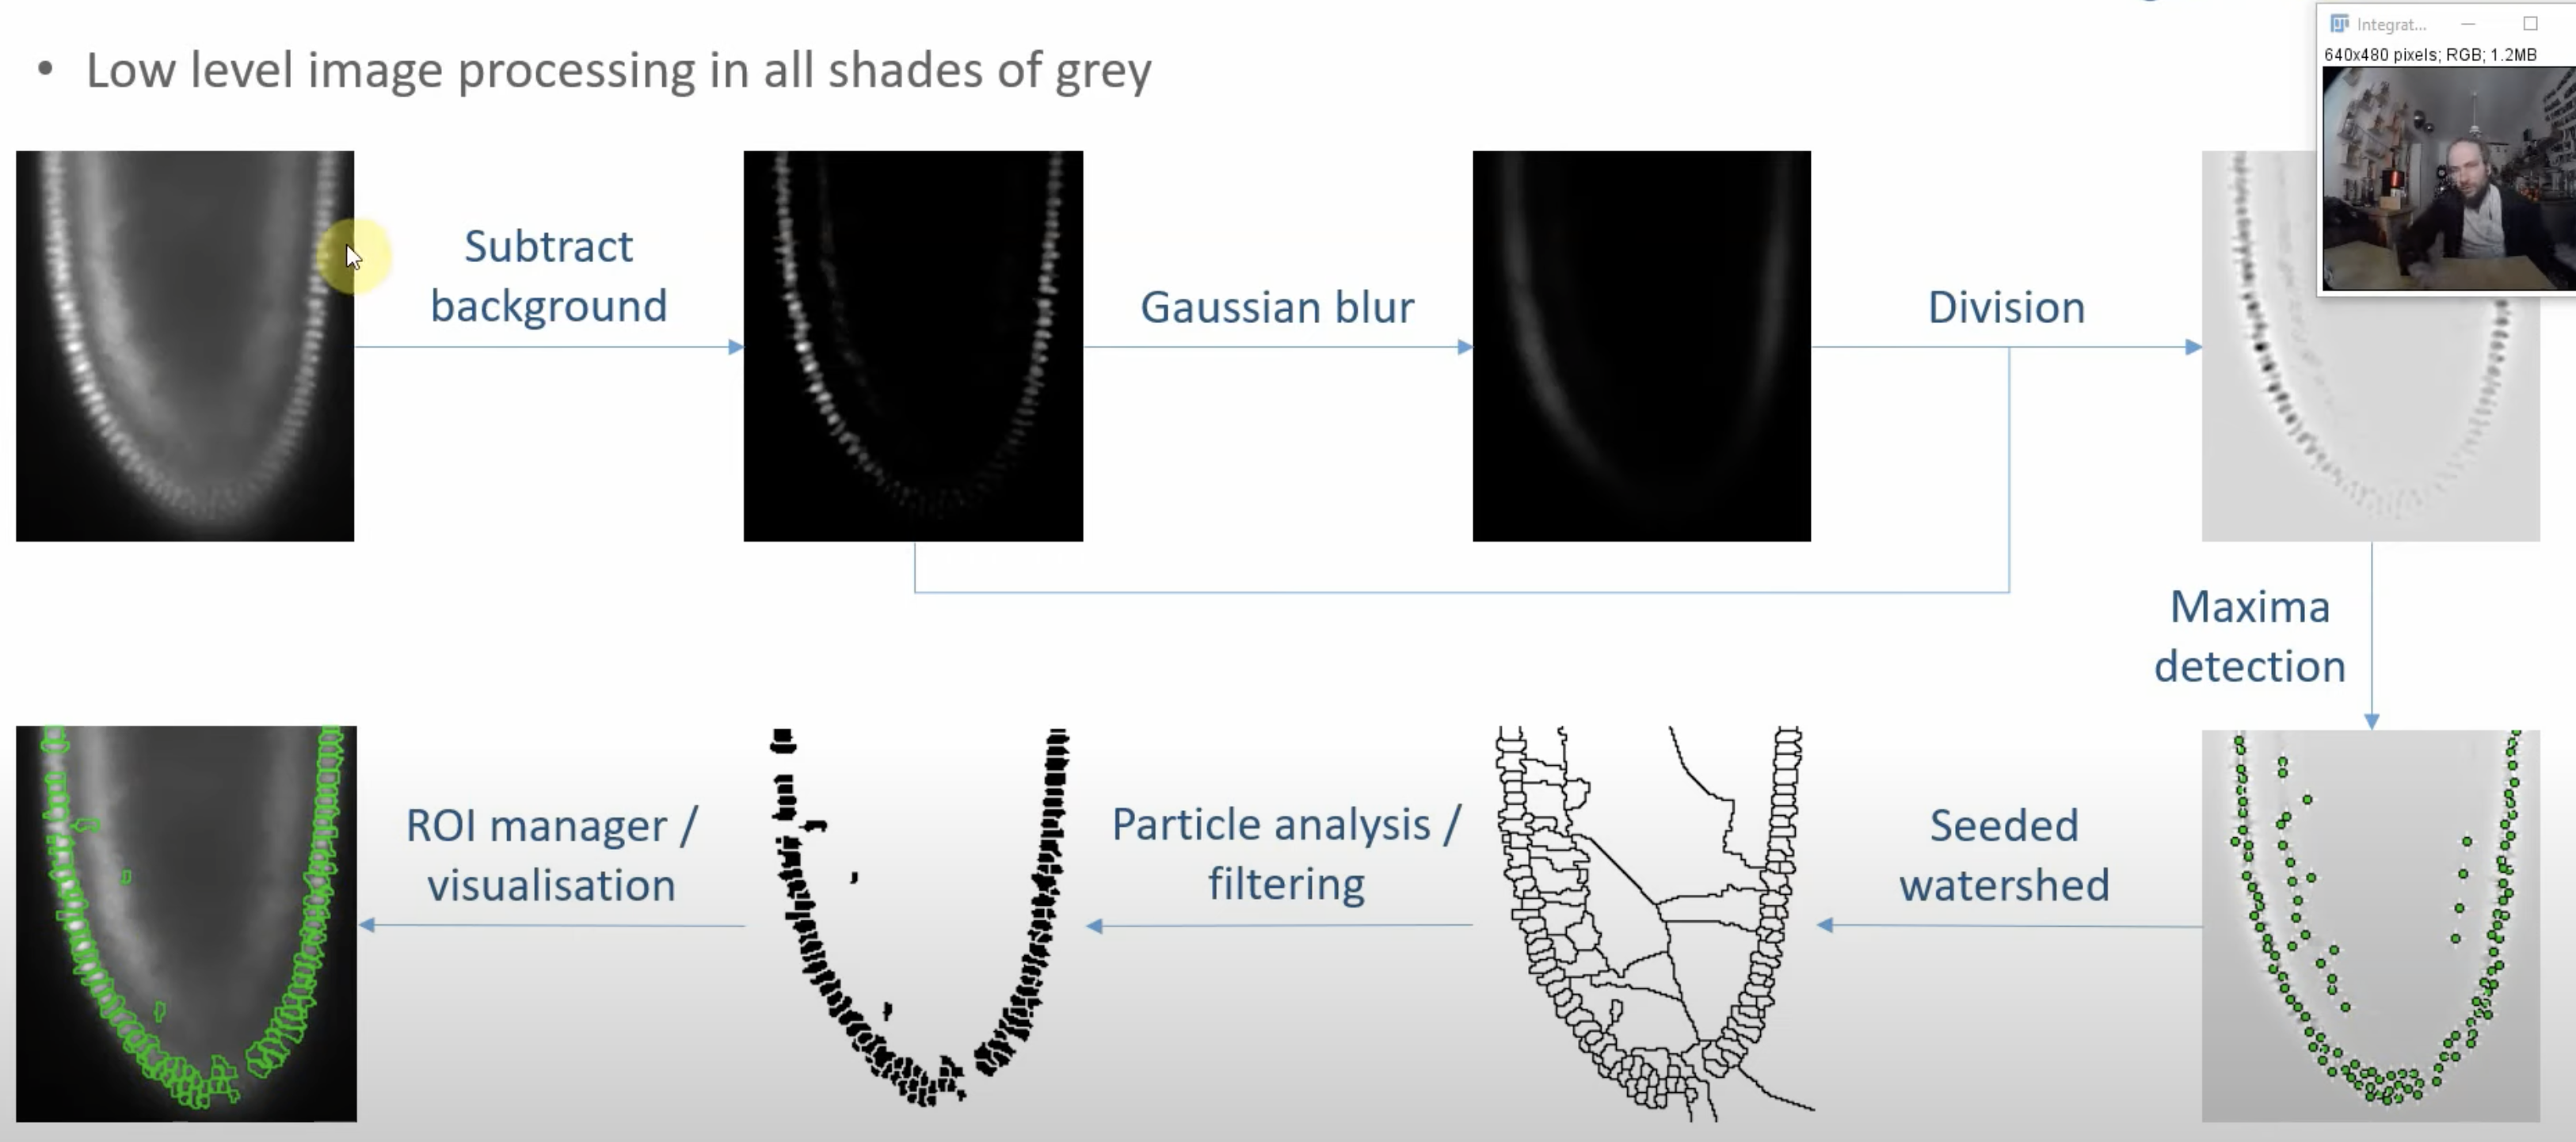 • Low level image processing in all shades of grey
Integrat...
640x480 pixels; RGB; 1.2MB
Subtract
background
Gaussian blur
Division
Maxima
detection
ROI manager /
visualisation
Particle analysis /
filtering
Seeded
watershed